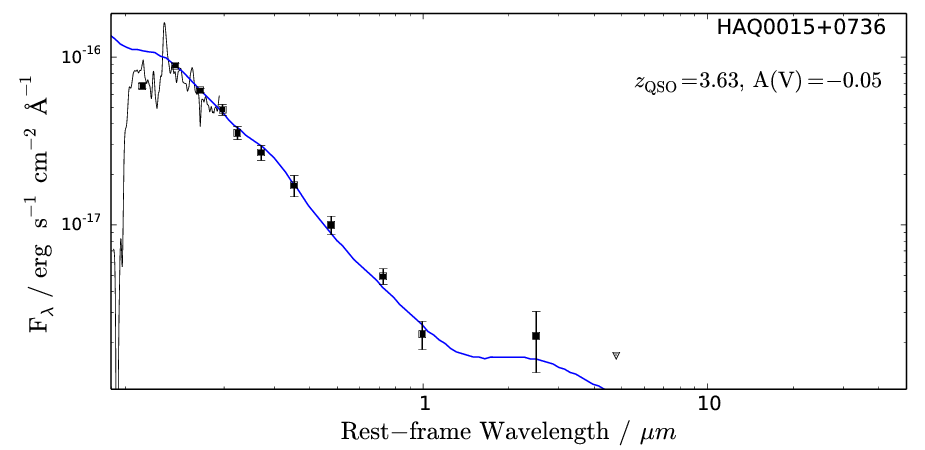 HAQ0015+0736
z_QSO=3.63, A(V)=−0.05
10^-16
10^-17
F_λ / erg s^−1 cm^−2 Å^−1
1 10
Rest−frame Wavelength / μm